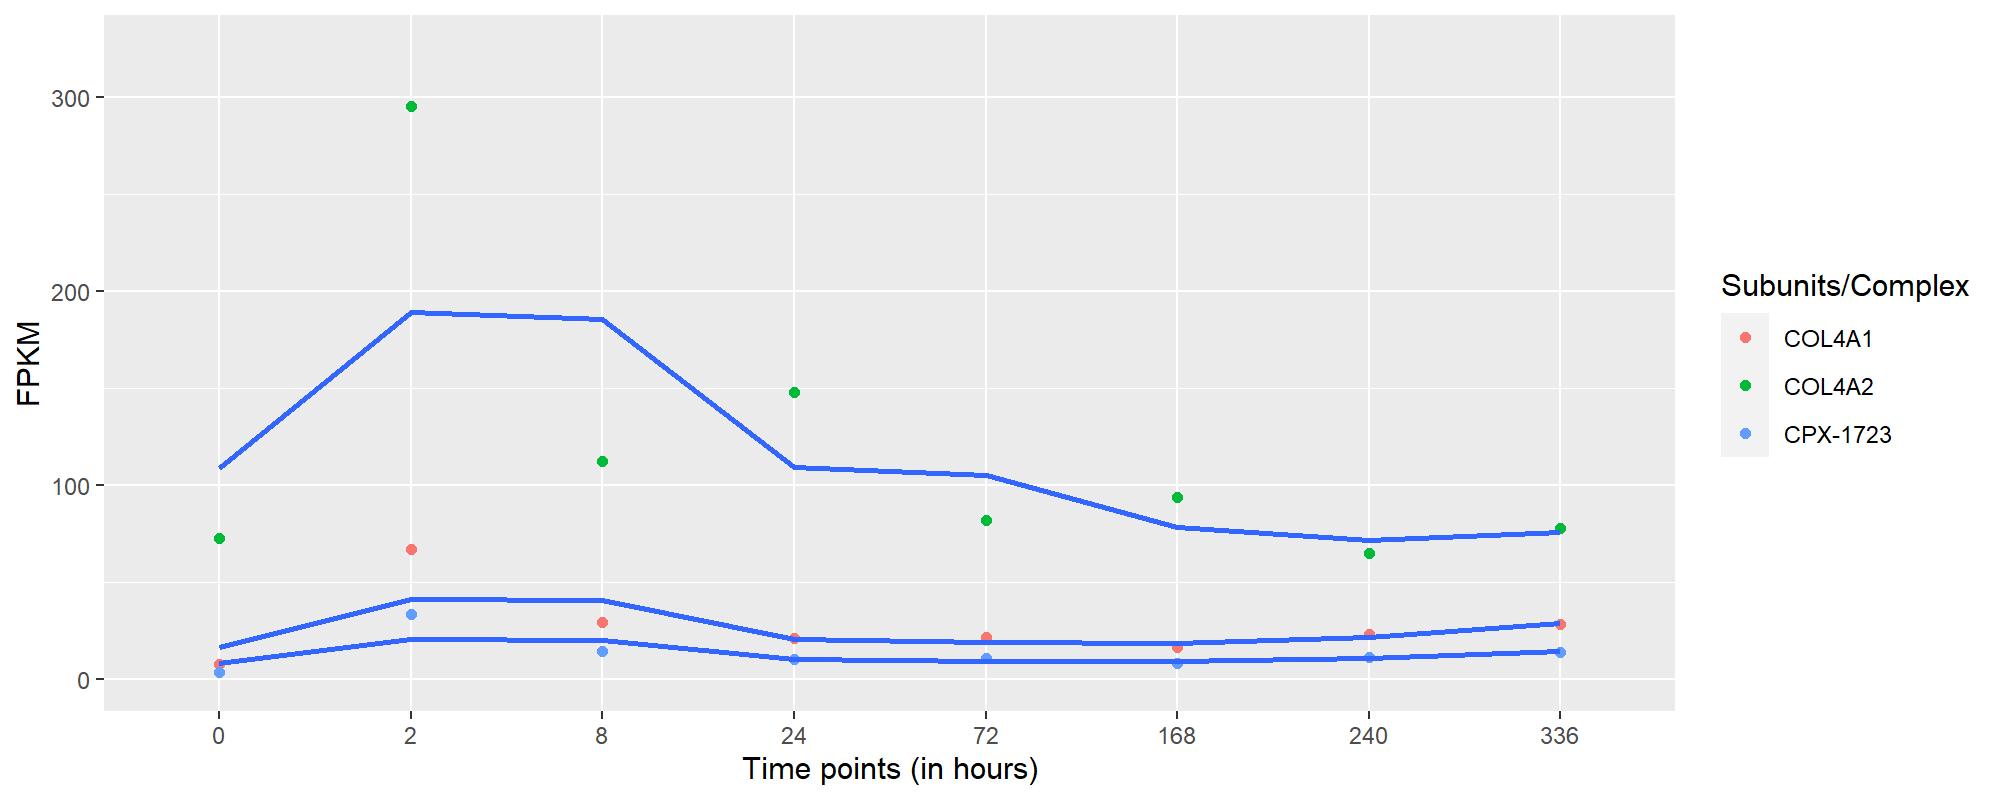 300
200
100
0
FPKM
0 2 8 24 72 168 240 336
Time points (in hours)
Subunits/Complex
COL4A1
COL4A2
CPX-1723